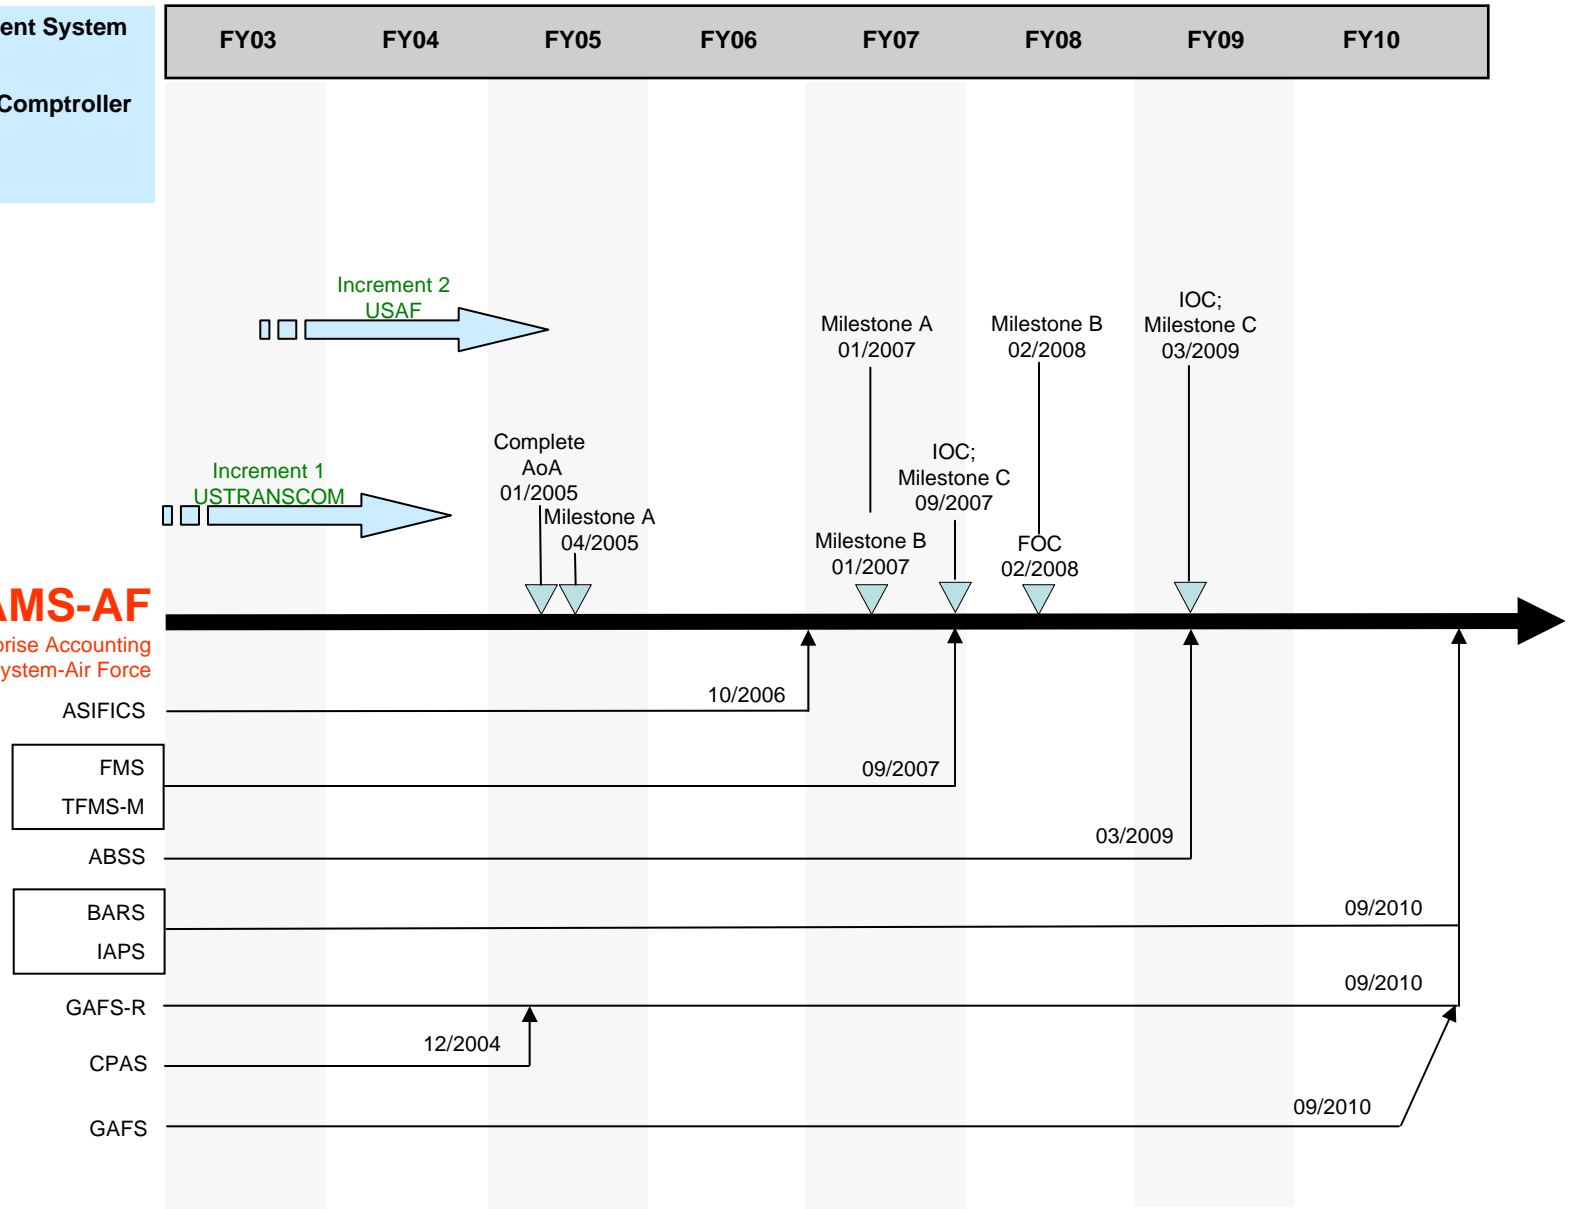 ent System
Comptroller
FY03 FY04 FY05 FY06 FY07 FY08 FY09 FY10
Increment 2
USAF
Milestone A
01/2007
Milestone B
02/2008
IOC;
Milestone C
03/2009
Increment 1
USTRANSCOM
Complete
AoA
01/2005
Milestone A
04/2005
IOC;
Milestone C
09/2007
Milestone B
01/2007
FOC
02/2008
AMS-AF
prise Accounting
ystem-Air Force
ASIFICS
10/2006
FMS
TFMS-M
09/2007
ABSS
03/2009
BARS
IAPS
09/2010
GAFS-R
09/2010
CPAS
12/2004
GAFS
09/2010